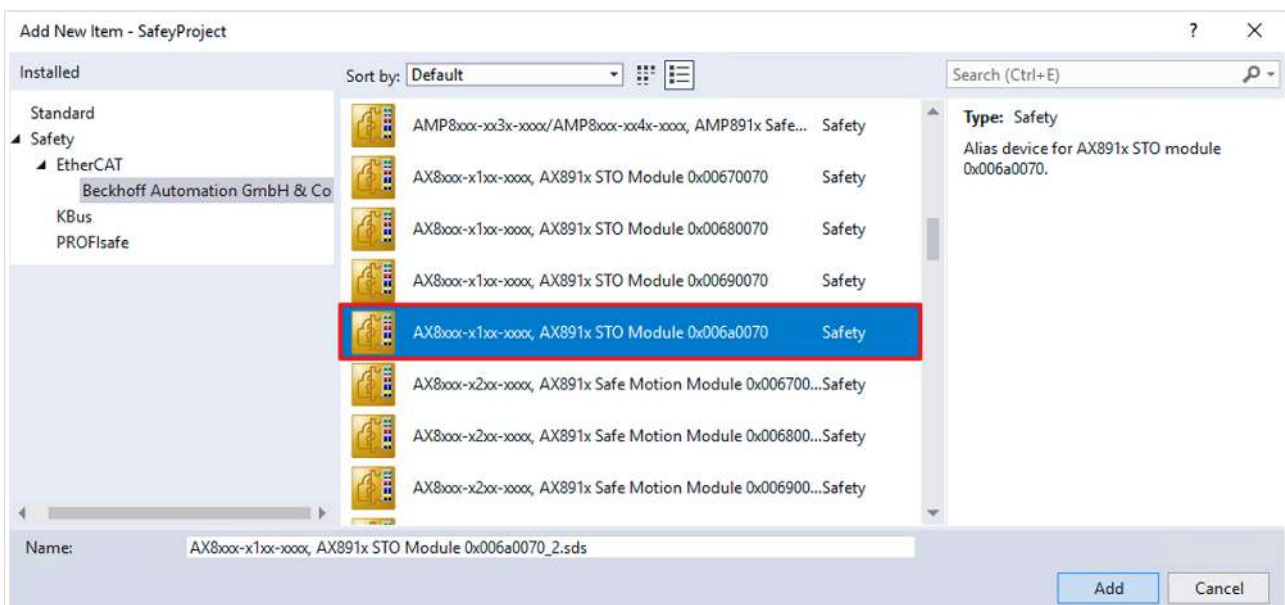 Add New Item - SafeyProject
?
Installed
Sort by: Default
Search (Ctrl+E)
Standard
Safety
EtherCAT
Beckhoff Automation GmbH & Co
KBus
PROFIsafe
AMP8xxx-xx3x-xxxx/AMP8xxx-xx4x-xxxx, AMP891x Safe... Safety
AX8xxx-x1xx-xxxx, AX891x STO Module 0x00670070 Safety
AX8xxx-x1xx-xxxx, AX891x STO Module 0x00680070 Safety
AX8xxx-x1xx-xxxx, AX891x STO Module 0x00690070 Safety
AX8xxx-x1xx-xxxx, AX891x STO Module 0x006a0070 Safety
AX8xxx-x2xx-xxxx, AX891x Safe Motion Module 0x006700...Safety
AX8xxx-x2xx-xxxx, AX891x Safe Motion Module 0x006800...Safety
AX8xxx-x2xx-xxxx, AX891x Safe Motion Module 0x006900...Safety
Type: Safety
Alias device for AX891x STO module
0x006a0070.
Name: AX8xxx-x1xx-xxxx, AX891x STO Module 0x006a0070_2.sds
Add Cancel